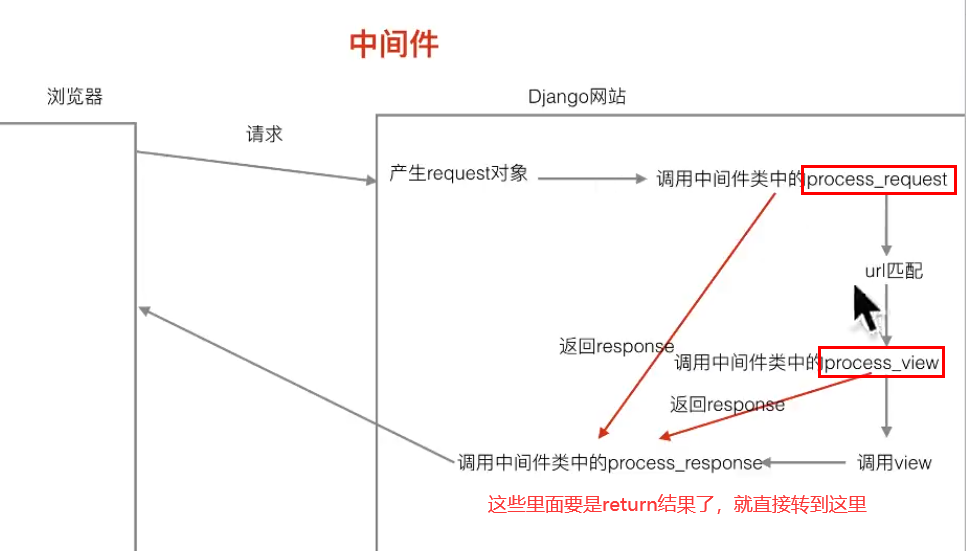 中间件
浏览器
Django网站
请求
产生request对象
调用中间件类中的process_request
url匹配
返回response
调用中间件类中的process_view
返回response
调用中间件类中的process_response
调用view
这些里面要是return结果了，就直接转到这里